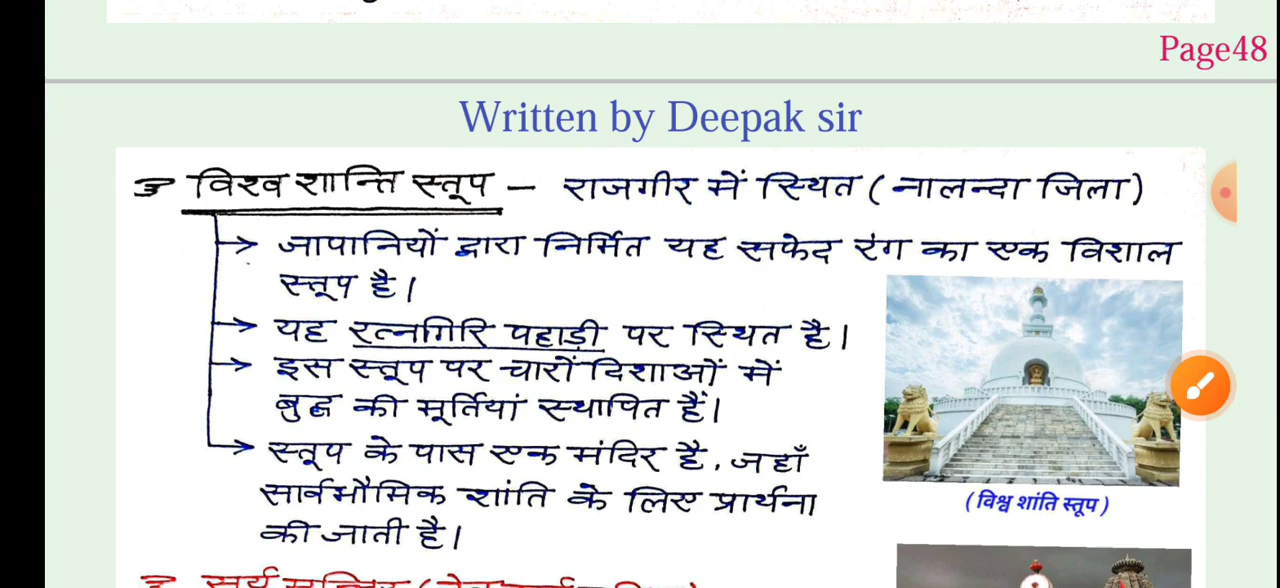 Page48
Written by Deepak sir
विश्व शान्ति स्तूप – राजगीर में स्थित (नालन्दा जिला)
→ जापानियों द्वारा निर्मित यह सफेद रंग का एक विशाल
स्तूप है।
→ यह रत्नागिरि पहाड़ी पर स्थित है।
→ इस स्तूप पर चारों दिशाओं में
बुद्ध की मूर्तियां स्थापित हैं।
→ स्तूप के पास एक मंदिर है, जहाँ
सार्वभौमिक शांति के लिए प्रार्थना
की जाती है।
(विश्व शांति स्तूप)